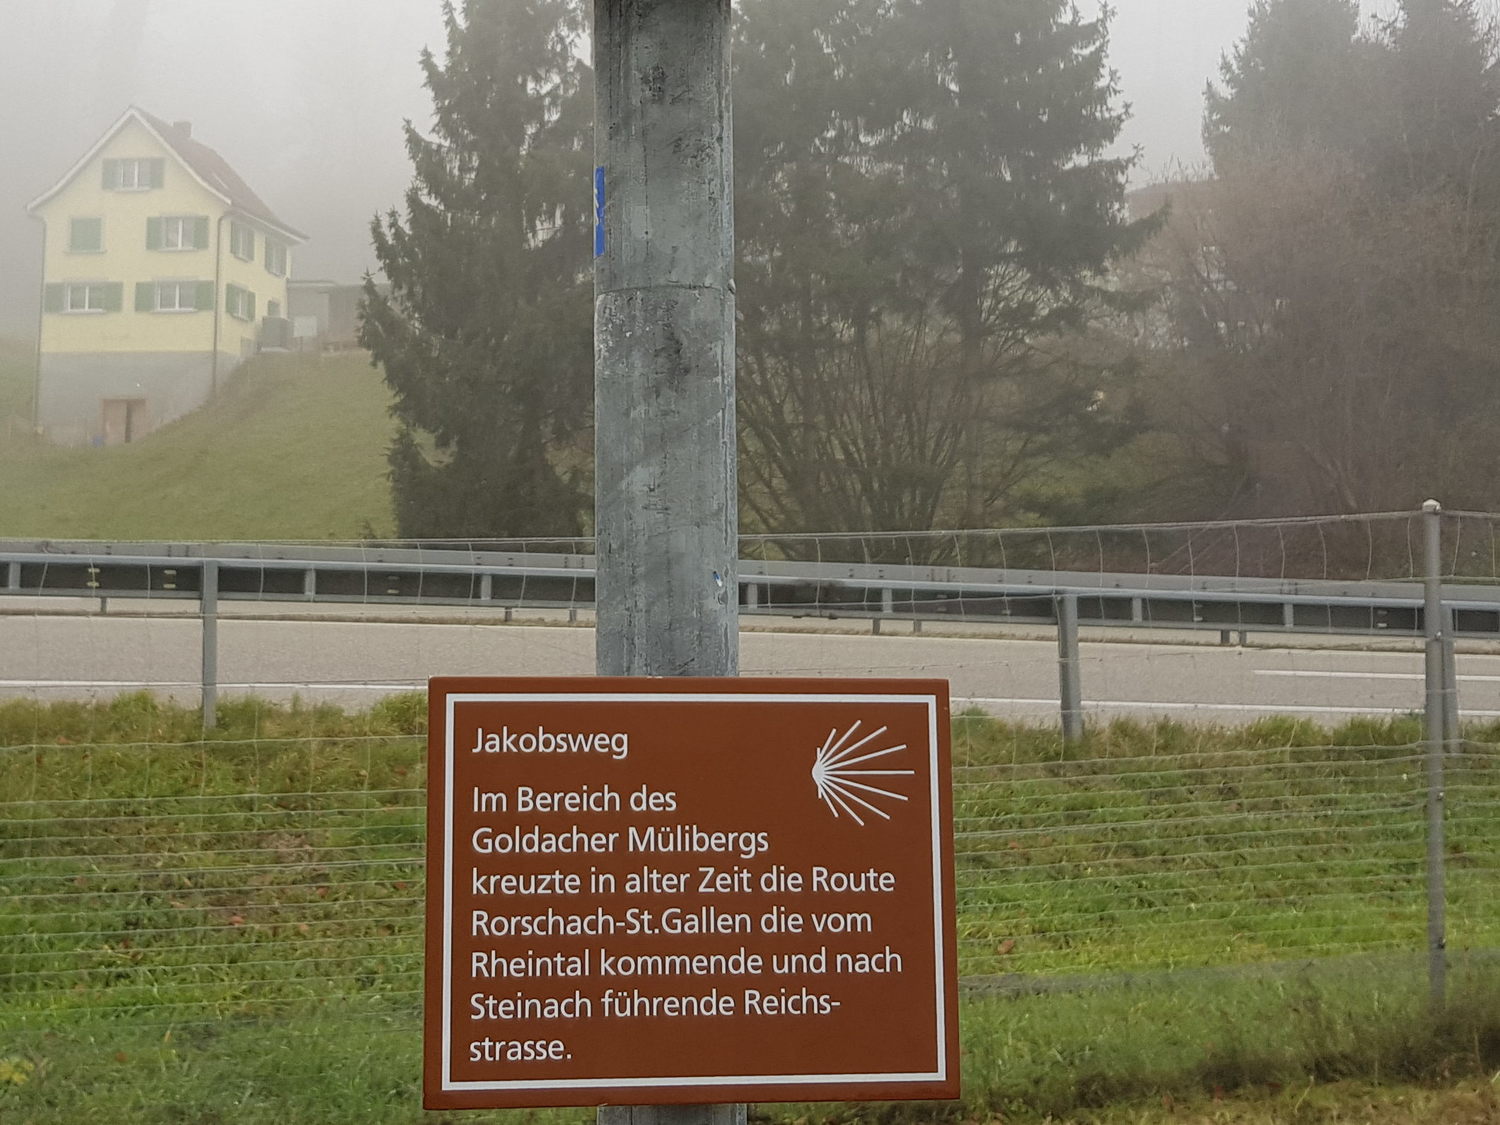 Jakobsweg
Im Bereich des
Goldacher Mülibergs
kreuzte in alter Zeit die Route
Rorschach-St.Gallen die vom
Rheintal kommende und nach
Steinach führende Reichs-
strasse.